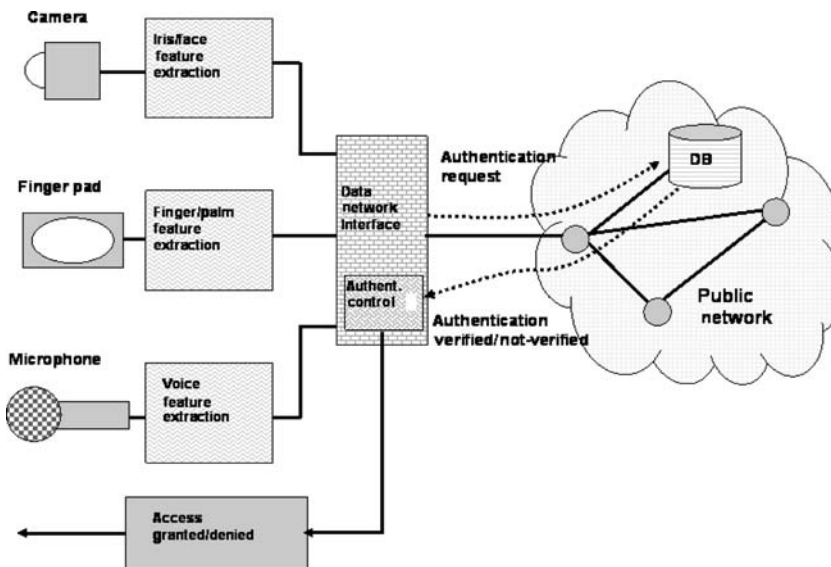 Camera
Iris/face
feature
extraction
Finger pad
Finger/palm
feature
extraction
Microphone
Voice
feature
extraction
Access
granted/denied
Data
network
Interface
Authent.
control
Authentication
request
DB
Authentication
verified/not-verified
Public
network